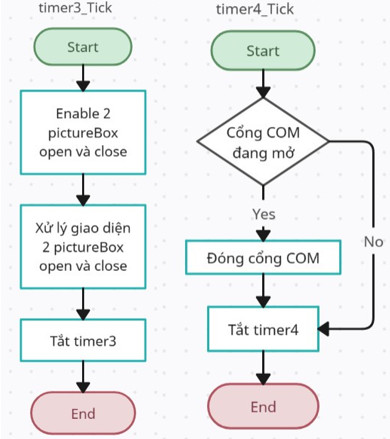 timer3_Tick
Start
Enable 2
pictureBox
open và close
Xử lý giao diện
2 pictureBox
open và close
Tắt timer3
End
timer4_Tick
Start
Cổng COM
đang mở
Yes
No
Đóng cổng COM
Tắt timer4
End